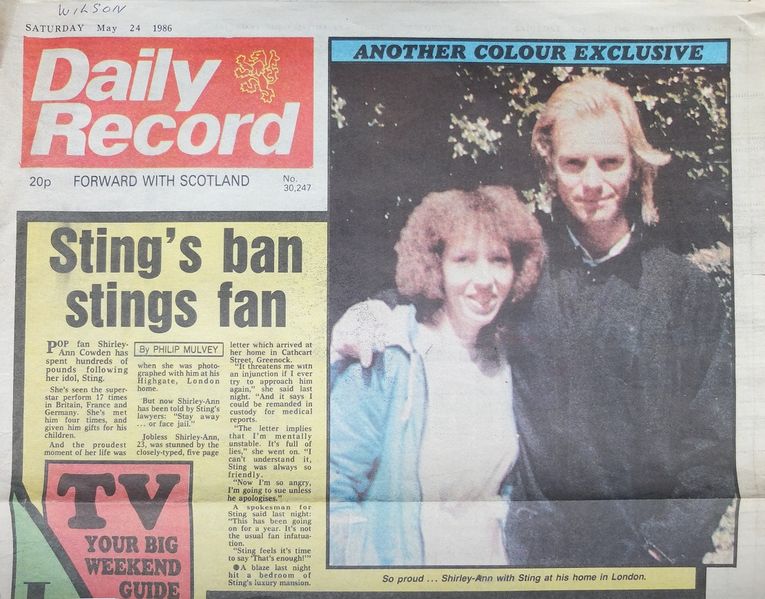 WILSON
SATURDAY May 24 1986
Daily
Record
20p FORWARD WITH SCOTLAND No. 30,247
ANOTHER COLOUR EXCLUSIVE
Sting's ban
stings fan
POP fan Shirley-
Ann Cowden has
spent hundreds of
pounds following
her idol, Sting.
She's seen the super-
star perform 17 times
in Britain, France and
Germany. She's met
him four times, and
given him gifts for his
children.
And the proudest
moment of her life was
By PHILIP MULVEY
when she was photo-
graphed with him at his
Highgate, London
home.
But now Shirley-Ann
has been told by Sting's
lawyers: "Stay away
... or face jail."
Jobless Shirley-Ann,
23, was stunned by the
closely-typed, five page
letter which arrived at
her home in Cathcart
Street, Greenock.
"It threatens me with
an injunction if I ever
try to approach him
again," she said last
night. "And it says I
could be remanded in
custody for medical
reports.
"The letter implies
that I'm mentally
unstable. It's full of
lies," she went on. "I
can't understand it,
Sting was always so
friendly.
"Now I'm so angry,
I'm going to sue unless
he apologises."
A spokesman for
Sting said last night:
"This has been going
on for a year. It's not
the usual fan infatua-
tion.
"Sting feels it's time
to say 'That's enough!'"
●A blaze last night
hit a bedroom of
Sting's luxury mansion.
So proud ... Shirley-Ann with Sting at his home in London.
TV
YOUR BIG
WEEKEND
GUIDE